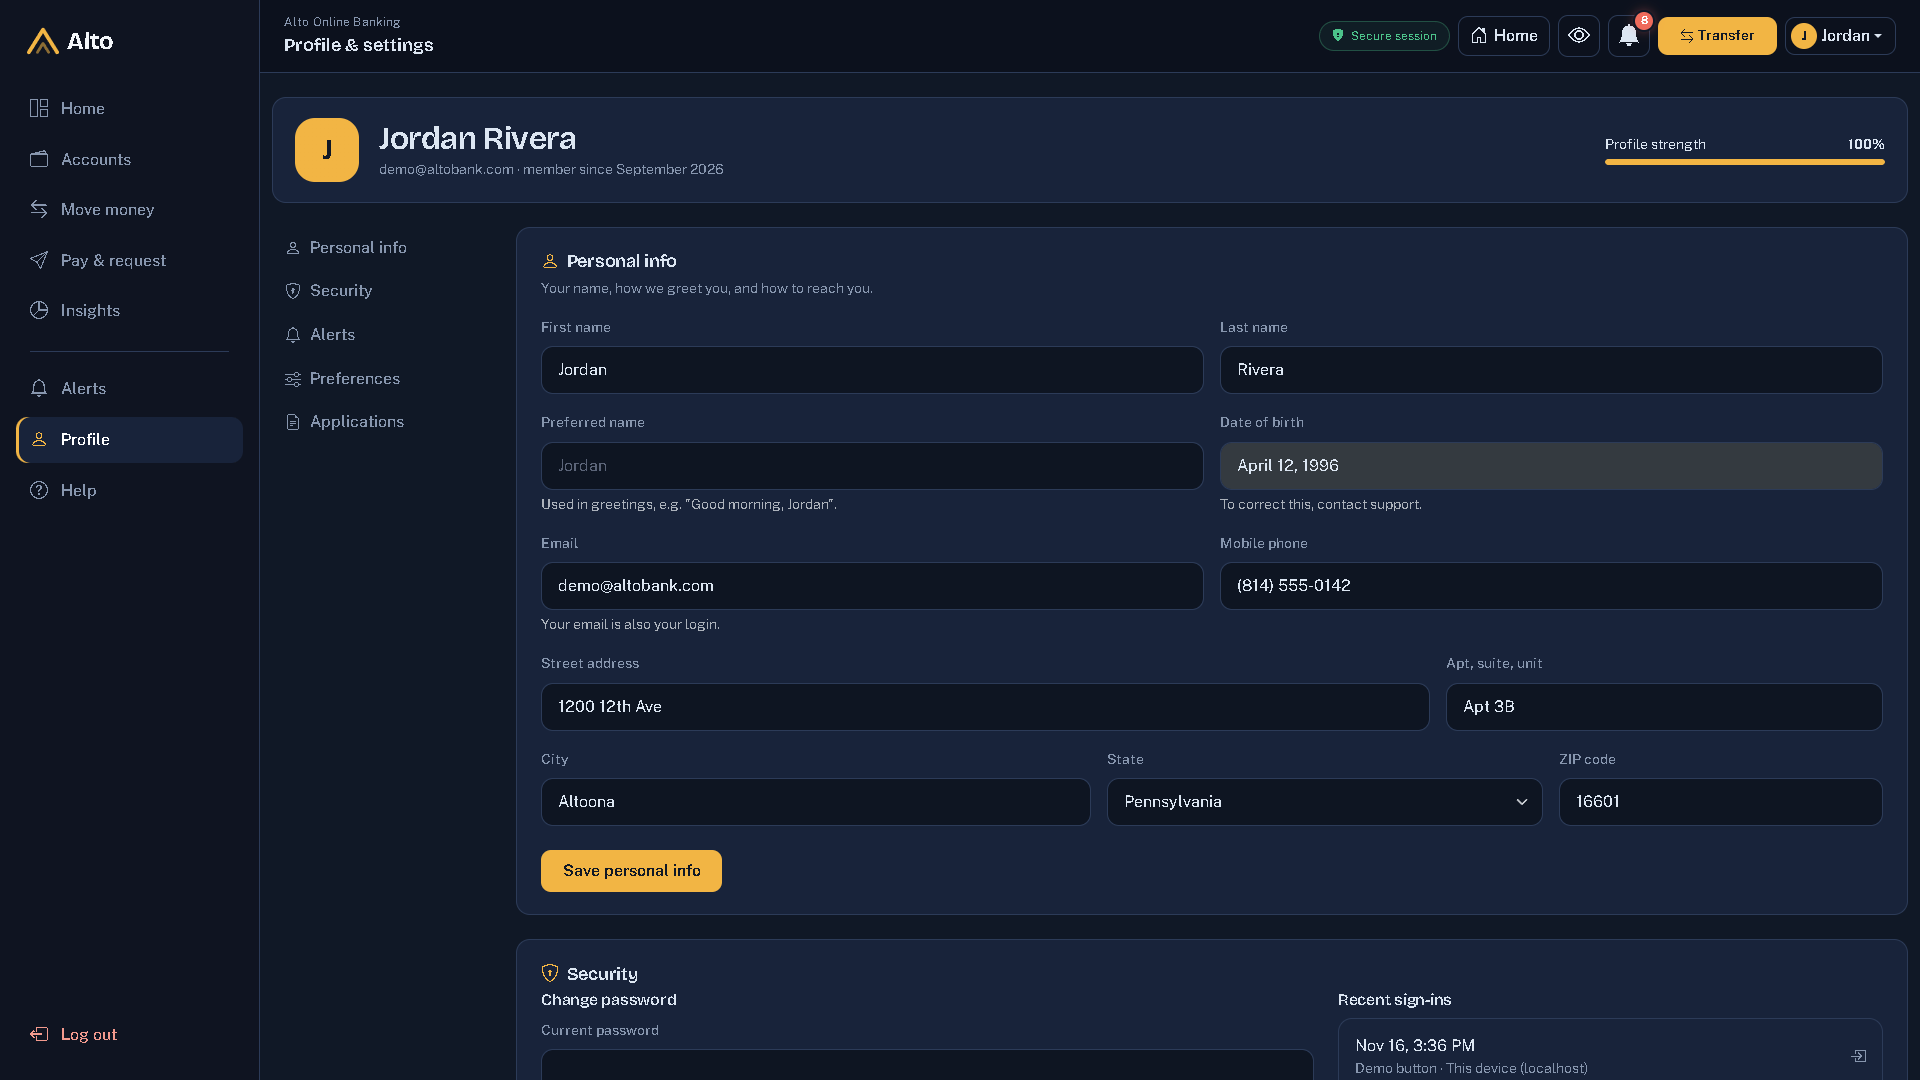 Alto
Home
Accounts
Move money
Pay & request
Insights
Alerts
Profile
Help
Log out
Alto Online Banking
Profile & settings
Secure session
Home
8
Transfer
J
Jordan
J
Jordan Rivera
demo@altobank.com · member since September 2026
Profile strength
100%
Personal info
Security
Alerts
Preferences
Applications
Personal info
Your name, how we greet you, and how to reach you.
First name
Jordan
Last name
Rivera
Preferred name
Jordan
Used in greetings, e.g. "Good morning, Jordan".
Date of birth
April 12, 1996
To correct this, contact support.
Email
demo@altobank.com
Your email is also your login.
Mobile phone
(814) 555-0142
Street address
1200 12th Ave
Apt, suite, unit
Apt 3B
City
Altoona
State
Pennsylvania
ZIP code
16601
Save personal info
Security
Change password
Current password
Recent sign-ins
Nov 16, 3:36 PM
Demo button · This device (localhost)